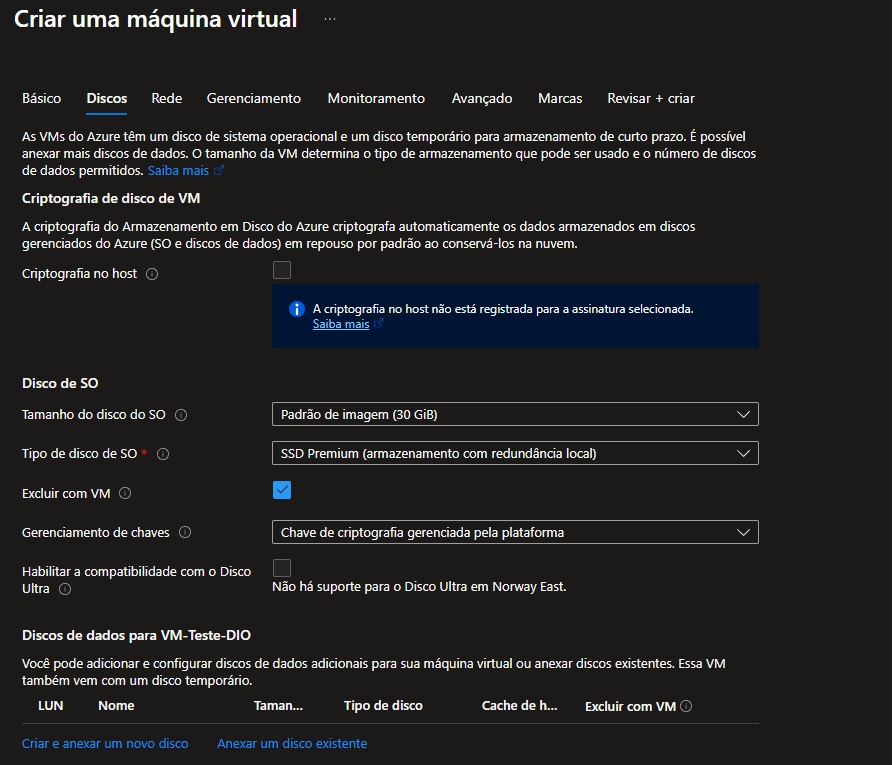 Criar uma máquina virtual ...
Básico Discos Rede Gerenciamento Monitoramento Avançado Marcas Revisar + criar
As VMs do Azure têm um disco de sistema operacional e um disco temporário para armazenamento de curto prazo. É possível
anexar mais discos de dados. O tamanho da VM determina o tipo de armazenamento que pode ser usado e o número de discos
de dados permitidos. Saiba mais
Criptografia de disco de VM
A criptografia do Armazenamento em Disco do Azure criptografa automaticamente os dados armazenados em discos
gerenciados do Azure (SO e discos de dados) em repouso por padrão ao conservá-los na nuvem.
Criptografia no host
A criptografia no host não está registrada para a assinatura selecionada.
Saiba mais
Disco de SO
Tamanho do disco do SO
Padrão de imagem (30 GiB)
Tipo de disco de SO *
SSD Premium (armazenamento com redundância local)
Excluir com VM
Gerenciamento de chaves
Chave de criptografia gerenciada pela plataforma
Habilitar a compatibilidade com o Disco
Ultra
Não há suporte para o Disco Ultra em Norway East.
Discos de dados para VM-Teste-DIO
Você pode adicionar e configurar discos de dados adicionais para sua máquina virtual ou anexar discos existentes. Essa VM
também vem com um disco temporário.
LUN Nome Taman... Tipo de disco Cache de h... Excluir com VM
Criar e anexar um novo disco Anexar um disco existente